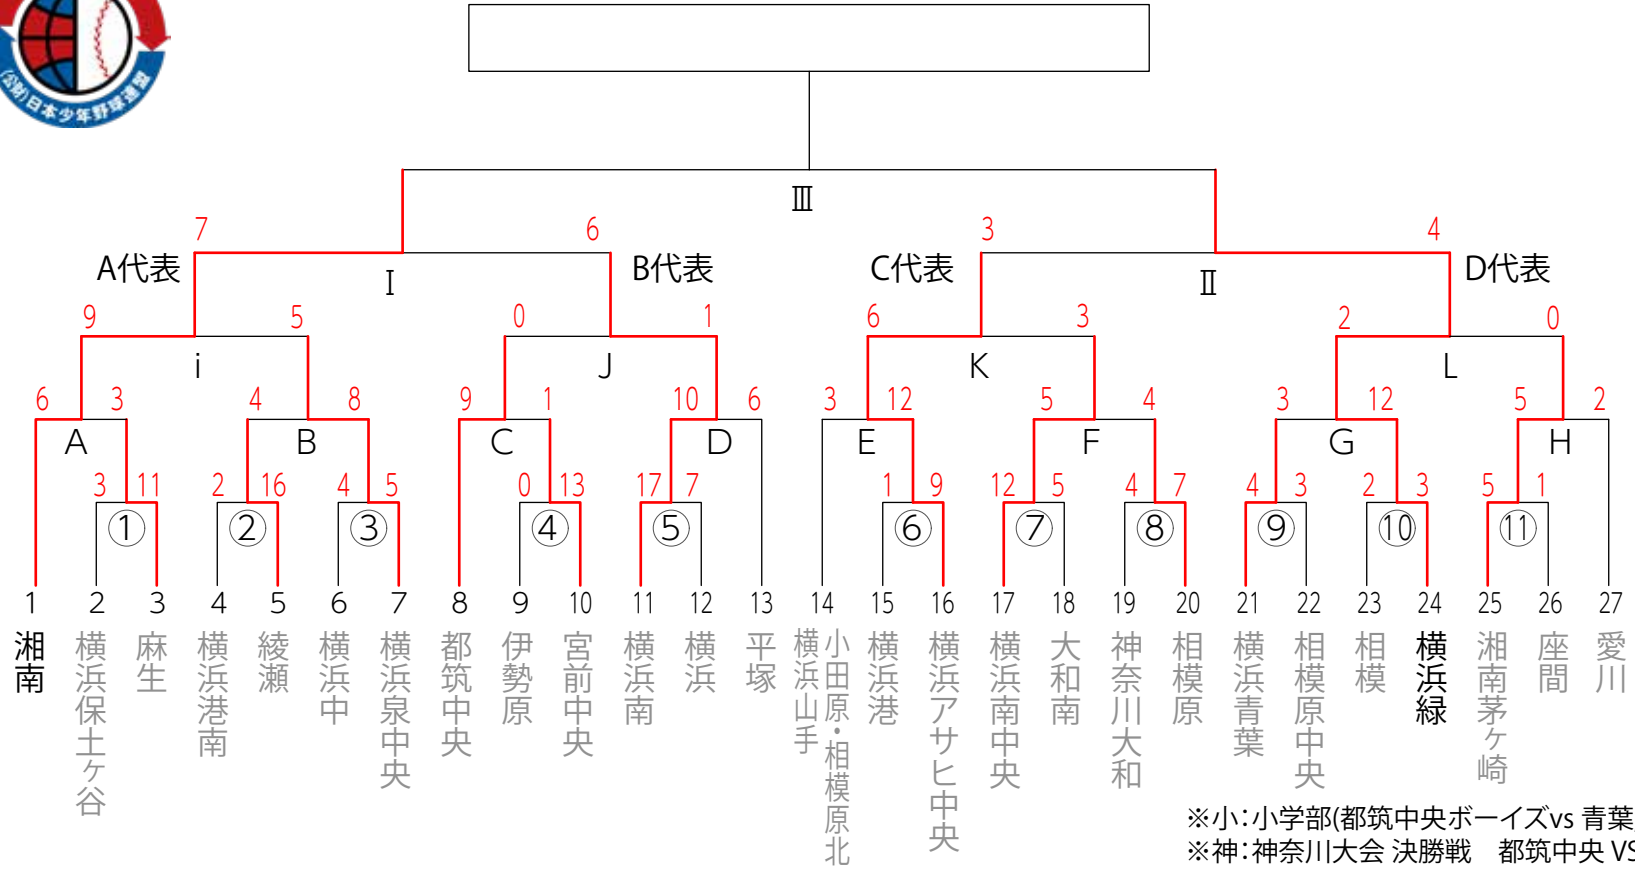 (公財)日本少年野球連盟
Ⅲ
7 6 3 4
A代表 B代表 C代表 D代表
Ⅰ Ⅱ
9 5 0 1 6 3 2 0
i J K L
6 3 4 8 9 1 10 6 3 12 5 4 3 12 5 2
A B C D E F G H
3 11 2 16 4 5 0 13 17 7 1 9 12 5 4 7 4 3 2 3 5 1
① ② ③ ④ ⑤ ⑥ ⑦ ⑧ ⑨ ⑩ ⑪
1 2 3 4 5 6 7 8 9 10 11 12 13 14 15 16 17 18 19 20 21 22 23 24 25 26 27
湘南
横浜保土ヶ谷
麻生
横浜港南
綾瀬
横浜中
横浜泉中央
都筑中央
伊勢原
宮前中央
横浜南
横浜
平塚
小田原・相模原北
横浜山手
横浜港
横浜アサヒ中央
横浜南中央
大和南
神奈川大和
相模原
横浜青葉
相模原中央
相模
横浜緑
湘南茅ヶ崎
座間
愛川
※小:小学部(都筑中央ボーイズvs 青葉
※神:神奈川大会 決勝戦　都筑中央 VS